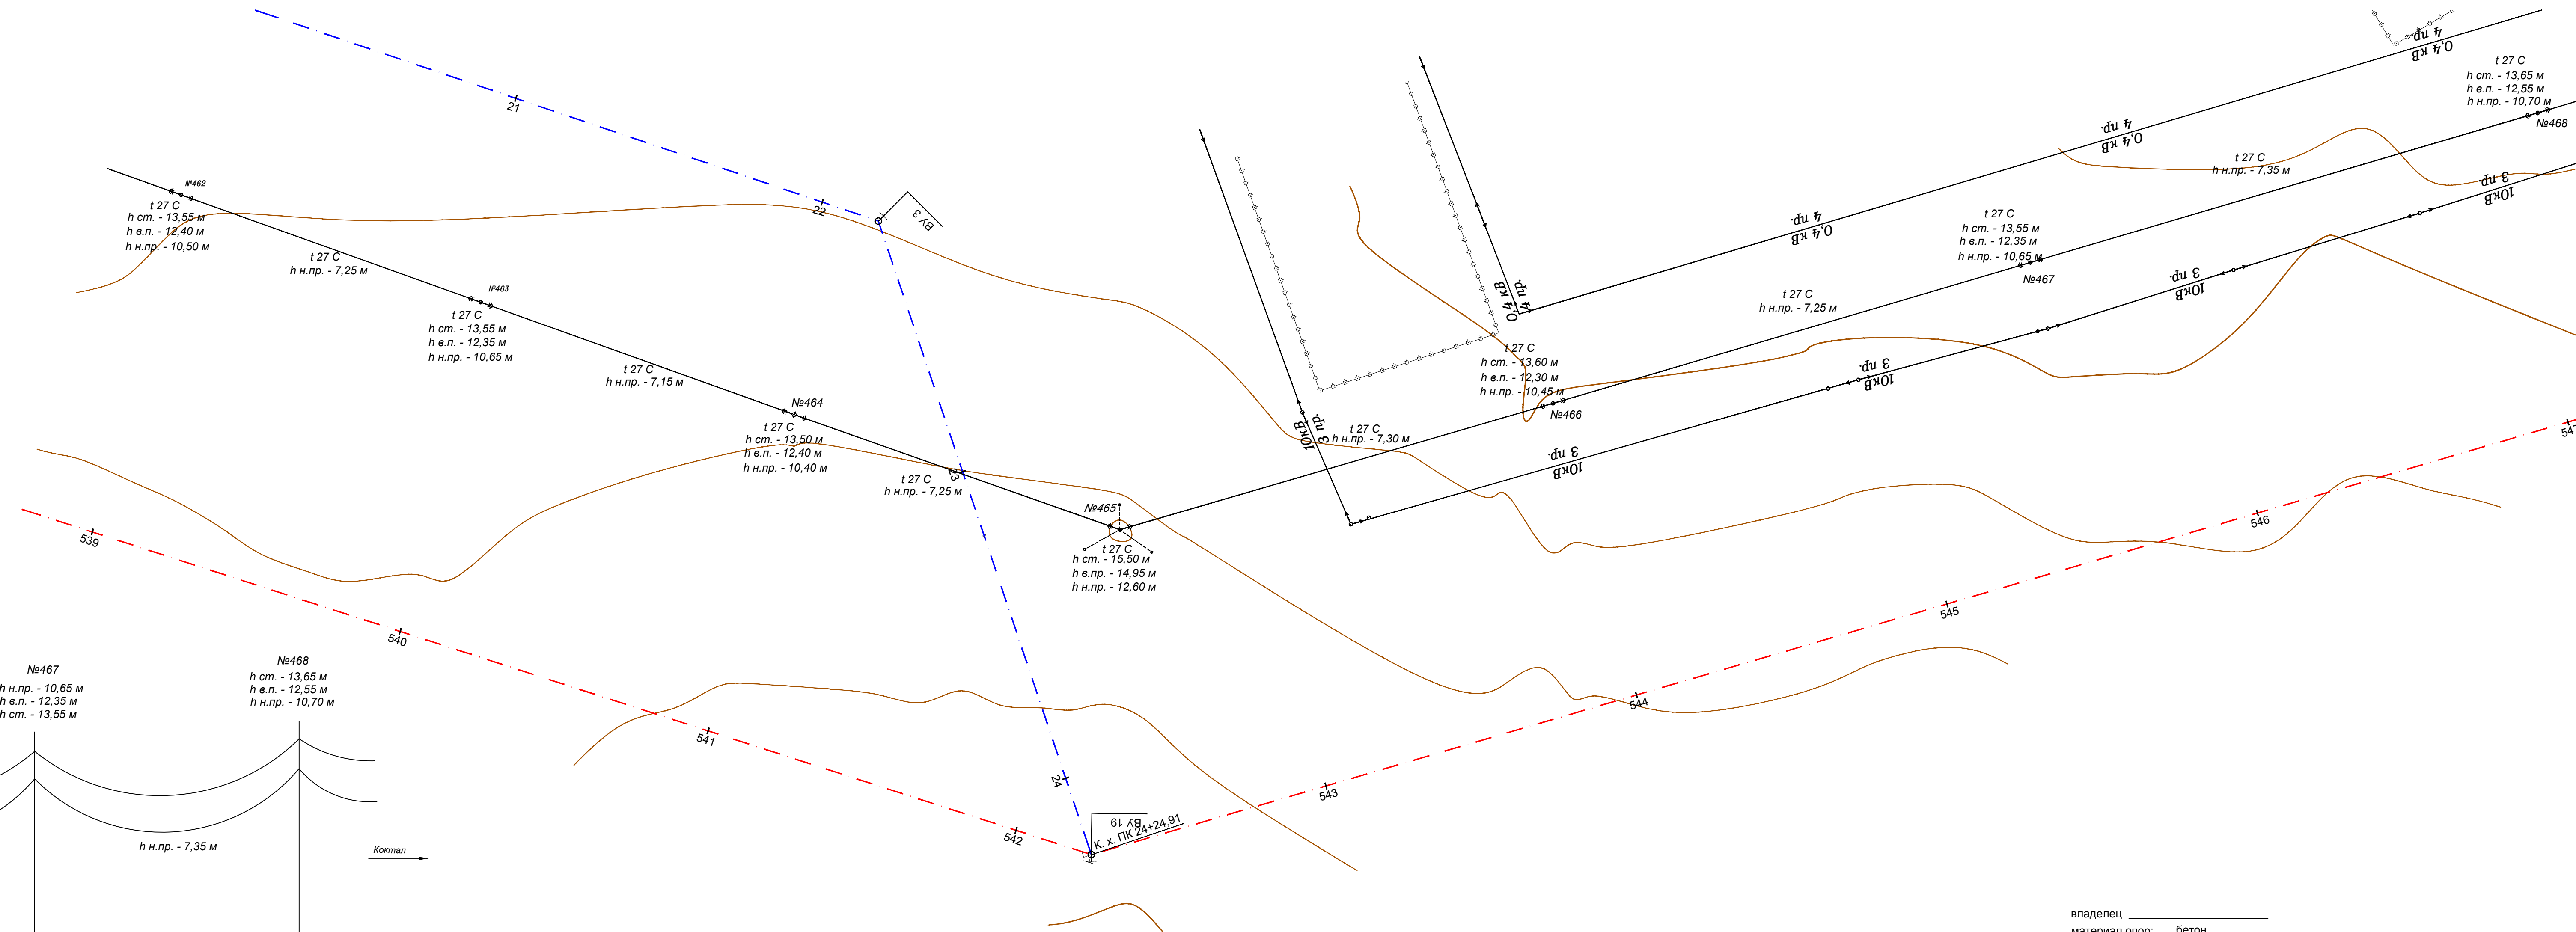 21
22
ВУ 3
№462
t 27 С
h ст. - 13,55 м
h в.п. - 12,40 м
h н.пр. - 10,50 м
t 27 С
h н.пр. - 7,25 м
№463
t 27 С
h ст. - 13,55 м
h в.п. - 12,35 м
h н.пр. - 10,65 м
t 27 С
h н.пр. - 7,15 м
№464
t 27 С
h ст. - 13,50 м
h в.п. - 12,40 м
h н.пр. - 10,40 м
23
t 27 С
h н.пр. - 7,25 м
№465
t 27 С
h ст. - 15,50 м
h в.пр. - 14,95 м
h н.пр. - 12,60 м
10кВ
3 пр.
t 27 С
h н.пр. - 7,30 м
0,4 кВ
4 пр.
t 27 С
h ст. - 13,60 м
h в.п. - 12,30 м
h н.пр. - 10,45 м
№466
3 пр.
10кВ
t 27 С
h н.пр. - 7,25 м
4 пр.
0,4 кВ
3 пр.
10кВ
t 27 С
h ст. - 13,55 м
h в.п. - 12,35 м
h н.пр. - 10,65 м
№467
4 пр.
0,4 кВ
3 пр.
10кВ
t 27 С
h н.пр. - 7,35 м
4 пр.
0,4 кВ
t 27 С
h ст. - 13,65 м
h в.п. - 12,55 м
h н.пр. - 10,70 м
№468
3 пр.
10кВ
539
540
541
542
24
ВУ 19
К. х. ПК 24+24,91
543
544
545
546
№467
h н.пр. - 10,65 м
h в.п. - 12,35 м
h ст. - 13,55 м
№468
h ст. - 13,65 м
h в.п. - 12,55 м
h н.пр. - 10,70 м
h н.пр. - 7,35 м
Коктал
владелец
материал опор: бетон